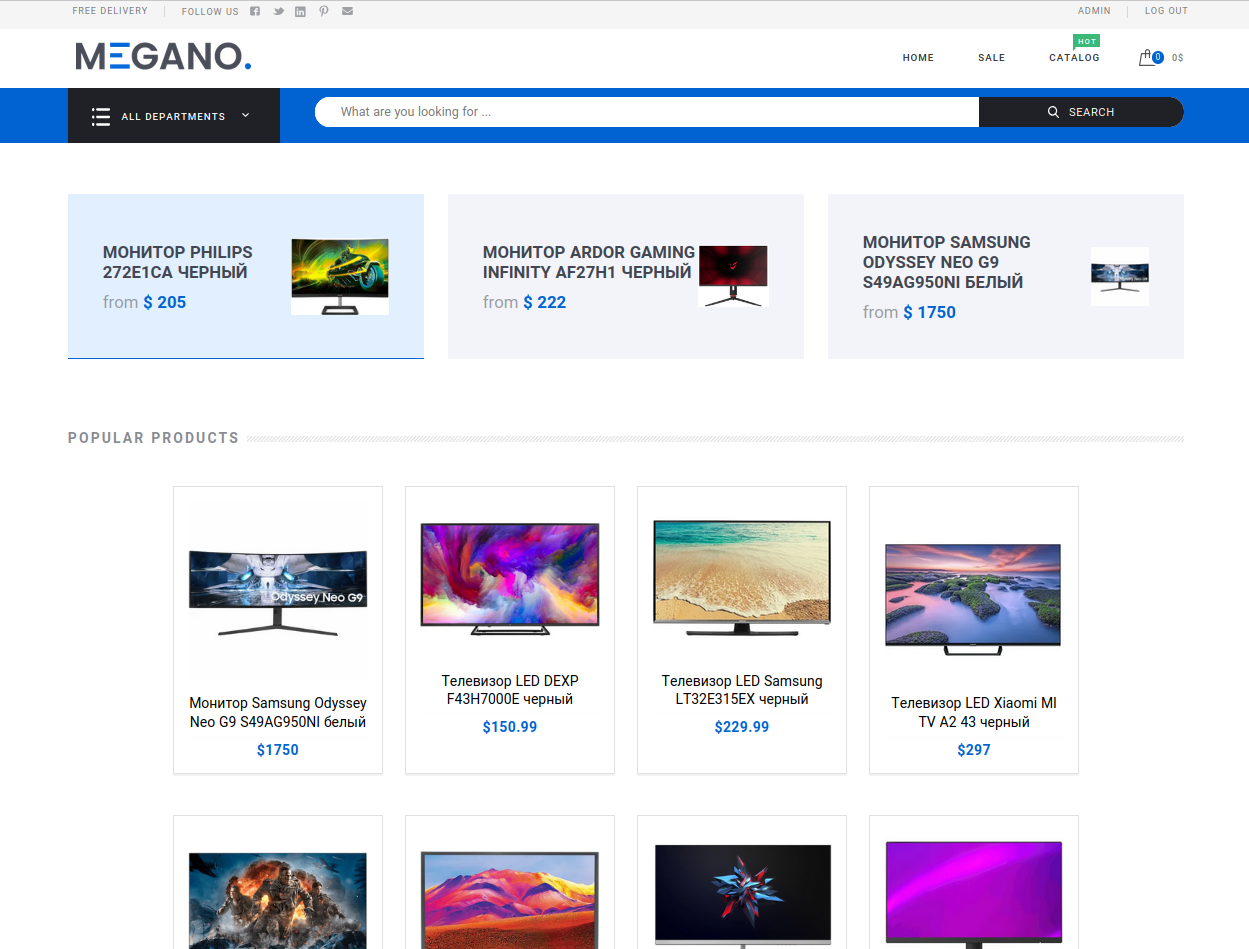 FREE DELIVERY
FOLLOW US
ADMIN
LOG OUT
MEGANO.
HOME
SALE
HOT
CATALOG
0
0$
ALL DEPARTMENTS
What are you looking for ...
SEARCH
МОНИТОР PHILIPS
272E1CA ЧЕРНЫЙ
from $ 205
МОНИТОР ARDOR GAMING
INFINITY AF27H1 ЧЕРНЫЙ
from $ 222
МОНИТОР SAMSUNG
ODYSSEY NEO G9
S49AG950NI БЕЛЫЙ
from $ 1750
POPULAR PRODUCTS
Odyssey Neo G9
Монитор Samsung Odyssey
Neo G9 S49AG950NI белый
$1750
Телевизор LED DEXP
F43H7000E черный
$150.99
Телевизор LED Samsung
LT32E315EX черный
$229.99
Телевизор LED Xiaomi MI
TV A2 43 черный
$297